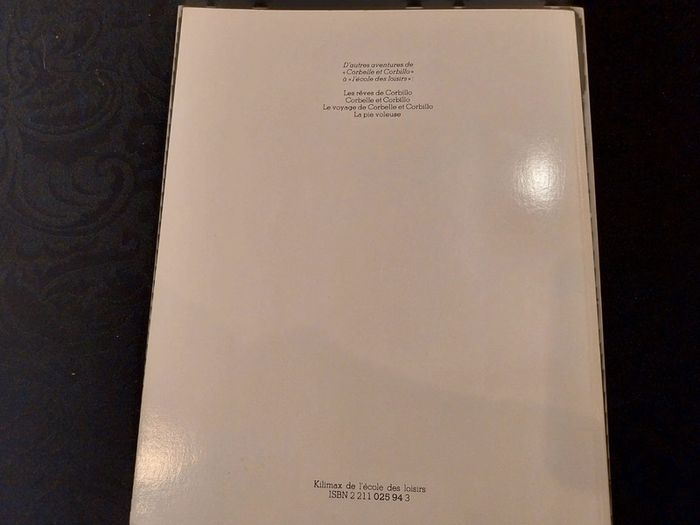 D'autres aventures de
«Corbelle et Corbillo»
à «l'école des loisirs»:
Les rêves de Corbillo
Corbelle et Corbillo
Le voyage de Corbelle et Corbillo
La pie voleuse
Kilimax de l'école des loisirs
ISBN 2 211 025 94 3